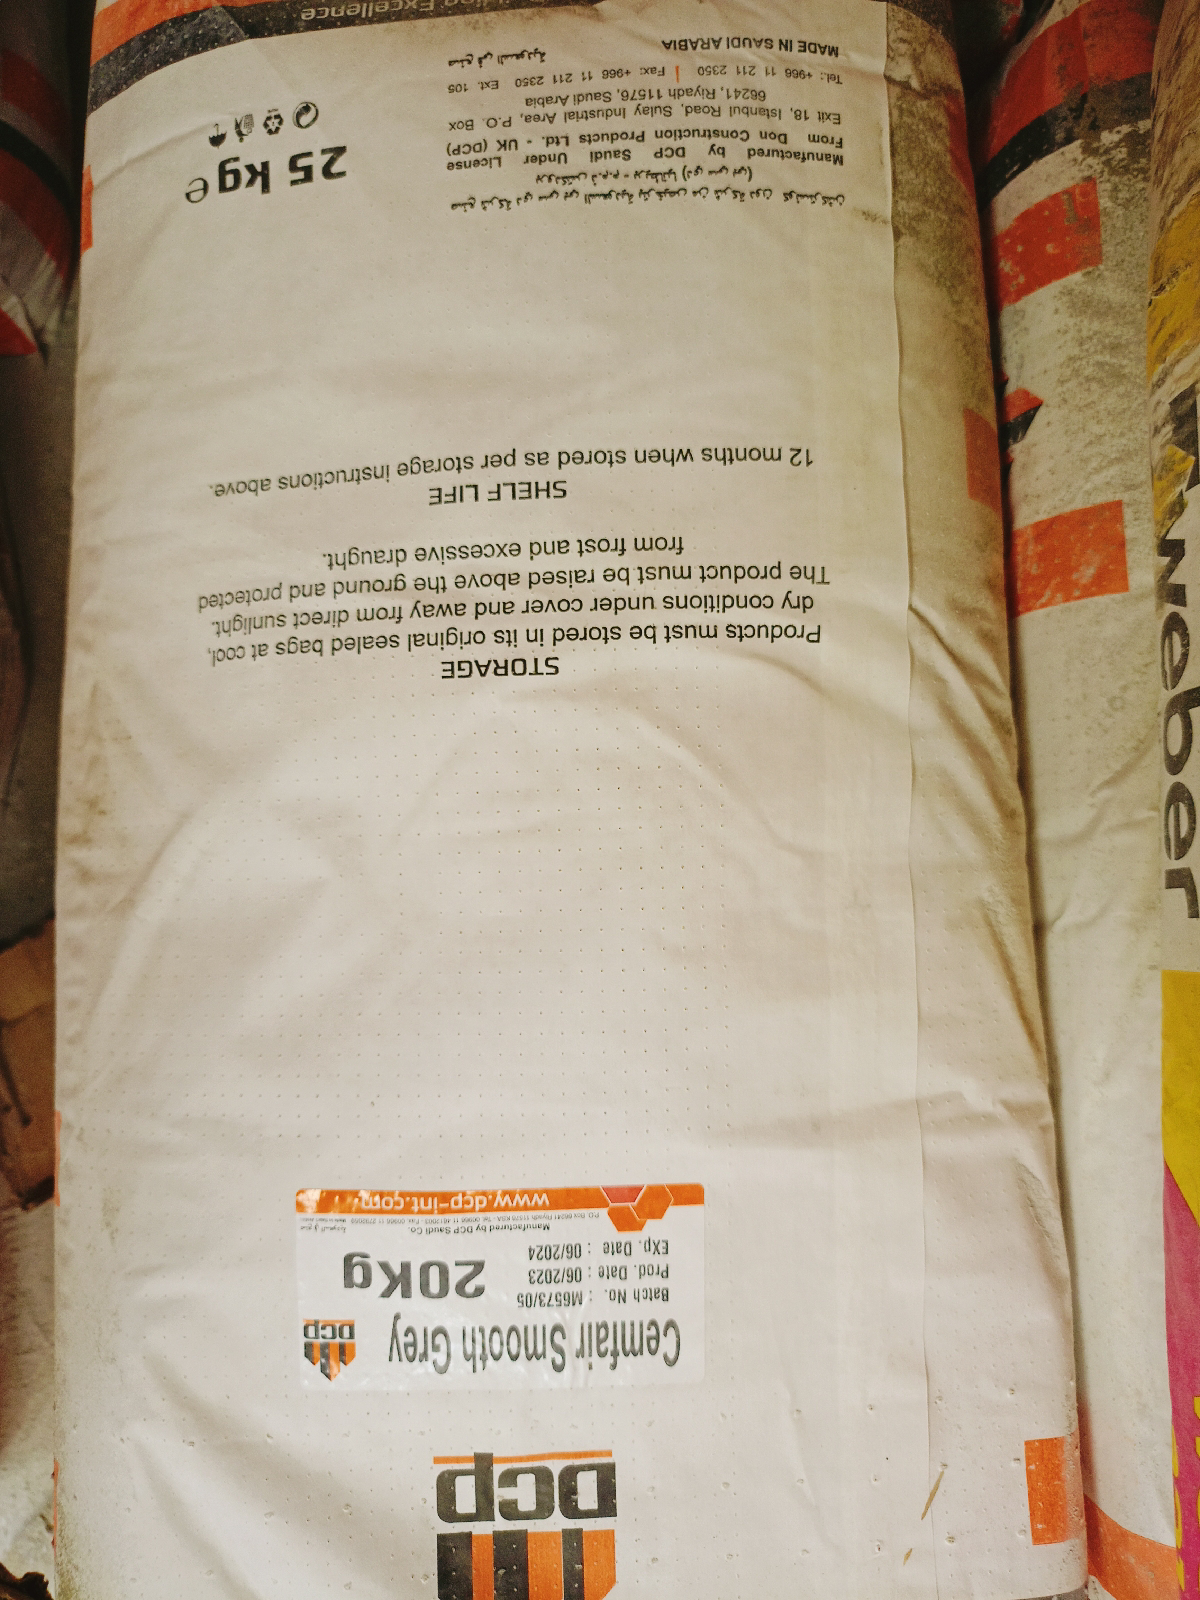 DCP
Cemfair Smooth Grey
DCP
Batch No. : M6573/05
Prod. Date : 06/2023
EXp. Date : 06/2024
20Kg
Manufactured by DCP Saudi Co.
www.dcp-int.com
STORAGE
Products must be stored in its original sealed bags at cool,
dry conditions under cover and away from direct sunlight.
The product must be raised above the ground and protected
from frost and excessive draught.
SHELF LIFE
12 months when stored as per storage instructions above.
25 kg e
Manufactured by DCP Saudi Under License
From Don Construction Products Ltd. - UK (DCP)
Exit 18, Istanbul Road, Sulay Industrial Area, P.O. Box
66241, Riyadh 11576, Saudi Arabia
Tel.: +966 11 211 2350 | Fax: +966 11 211 2350 Ext. 105
MADE IN SAUDI ARABIA
صنع في السعودية
Excellence
weber